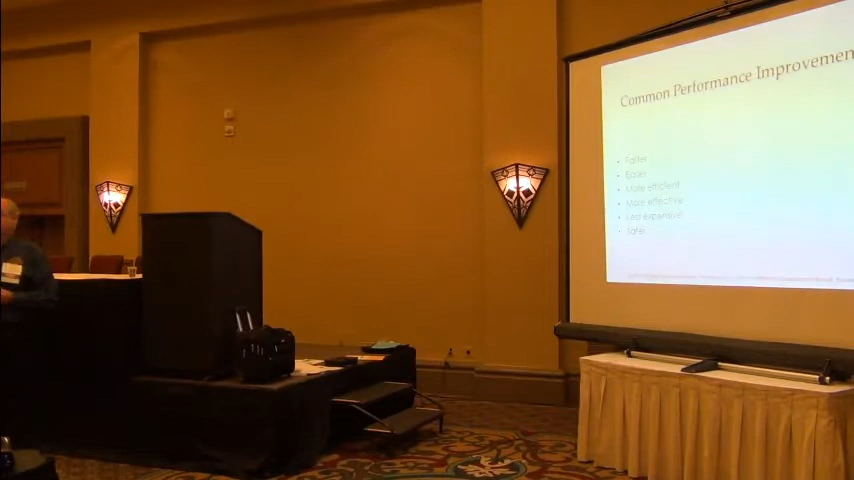 Common Performance Improvemen
• Faster
• Easier
• More efficient
• More effective
• Less expensive
• Safer